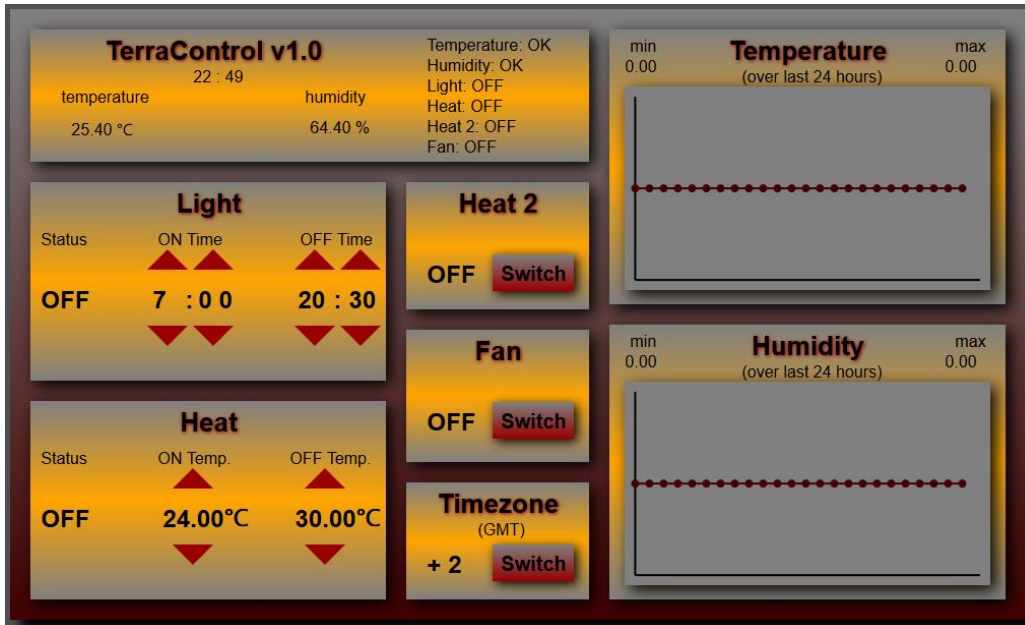 TerraControl v1.0
22 : 49
temperature humidity
25.40 °C 64.40 %
Temperature: OK
Humidity: OK
Light: OFF
Heat: OFF
Heat 2: OFF
Fan: OFF
min Temperature max
0.00 (over last 24 hours) 0.00
Light
Status ON Time OFF Time
OFF 7 : 0 0 20 : 30
Heat 2
OFF Switch
Fan
OFF Switch
min Humidity max
0.00 (over last 24 hours) 0.00
Heat
Status ON Temp. OFF Temp.
OFF 24.00°C 30.00°C
Timezone
(GMT)
+ 2 Switch